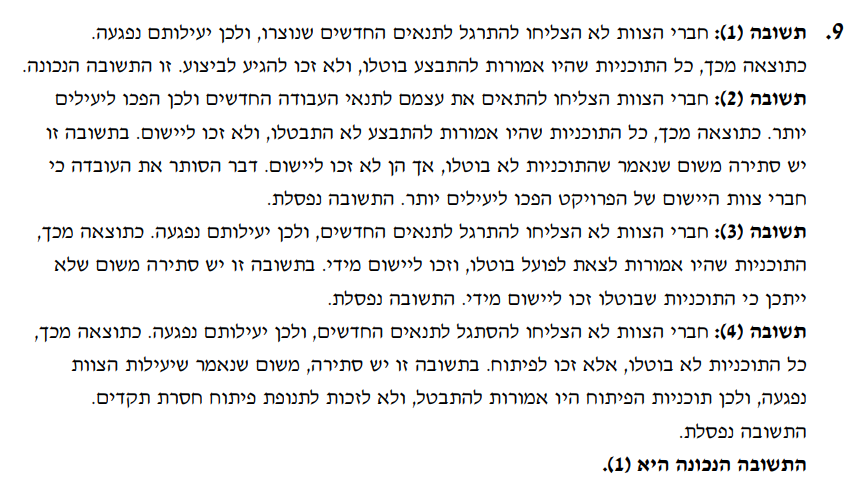 9. תשובה (1): חברי הצוות לא הצליחו להתרגל לתנאים החדשים שנוצרו, ולכן יעילותם נפגעה.
כתוצאה מכך, כל התוכניות שהיו אמורות להתבצע בוטלו, ולא זכו להגיע לביצוע. זו התשובה הנכונה.
תשובה (2): חברי הצוות הצליחו להתאים את עצמם לתנאי העבודה החדשים ולכן הפכו ליעילים
יותר. כתוצאה מכך, כל התוכניות שהיו אמורות להתבצע לא התבטלו, ולא זכו ליישום. בתשובה זו
יש סתירה משום שנאמר שהתוכניות לא בוטלו, אך הן לא זכו ליישום. דבר הסותר את העובדה כי
חברי צוות היישום של הפרויקט הפכו ליעילים יותר. התשובה נפסלת.
תשובה (3): חברי הצוות לא הצליחו להתרגל לתנאים החדשים, ולכן יעילותם נפגעה. כתוצאה מכך,
התוכניות שהיו אמורות לצאת לפועל בוטלו, וזכו ליישום מידי. בתשובה זו יש סתירה משום שלא
ייתכן כי התוכניות שבוטלו זכו ליישום מידי. התשובה נפסלת.
תשובה (4): חברי הצוות לא הצליחו להסתגל לתנאים החדשים, ולכן יעילותם נפגעה. כתוצאה מכך,
כל התוכניות לא בוטלו, אלא זכו לפיתוח. בתשובה זו יש סתירה, משום שנאמר שיעילות הצוות
נפגעה, ולכן תוכניות הפיתוח היו אמורות להתבטל, ולא לזכות לתנופת פיתוח חסרת תקדים.
התשובה נפסלת.
התשובה הנכונה היא (1).